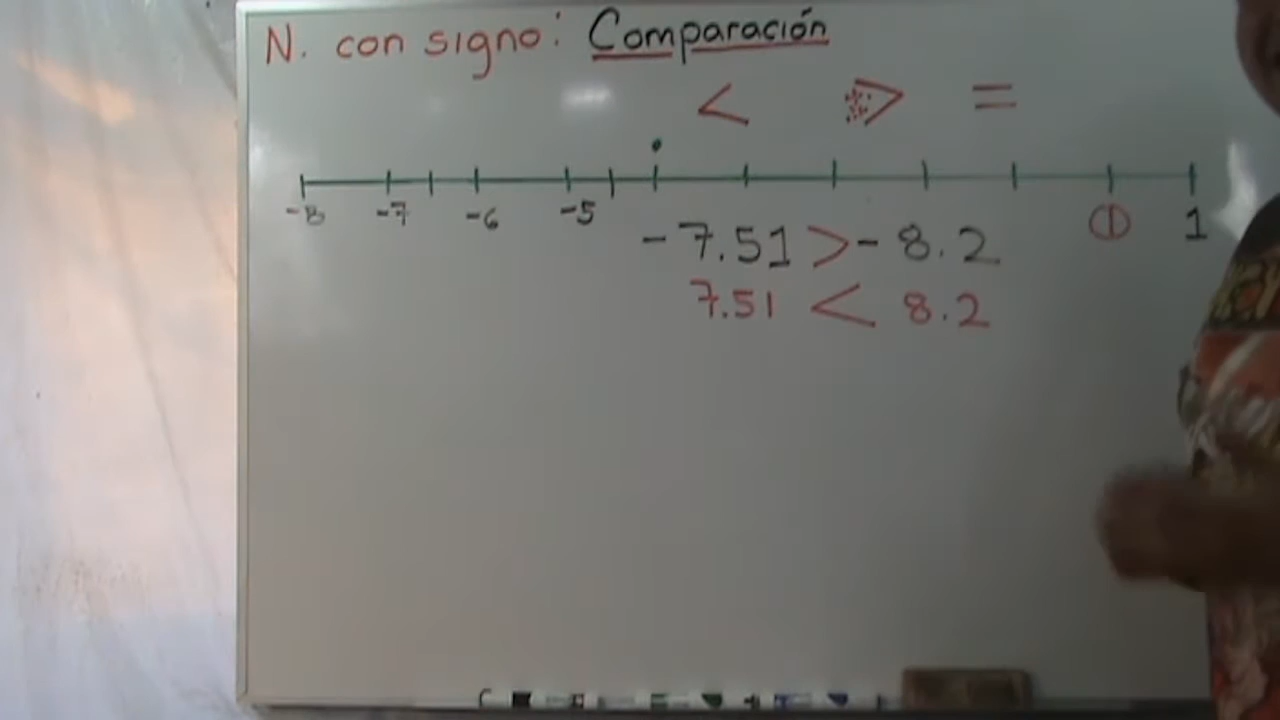 N. con signo: Comparación
< > =
-8 -7 -6 -5 0 1
-7.51 > - 8.2
7.51 < 8.2